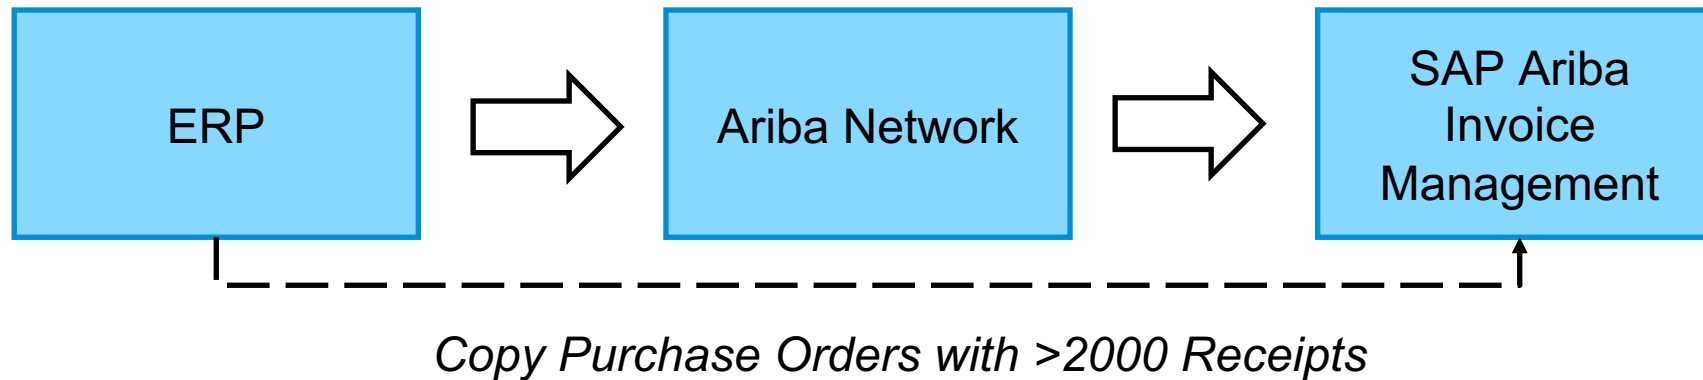 ERP
Ariba Network
SAP Ariba
Invoice
Management
Copy Purchase Orders with >2000 Receipts